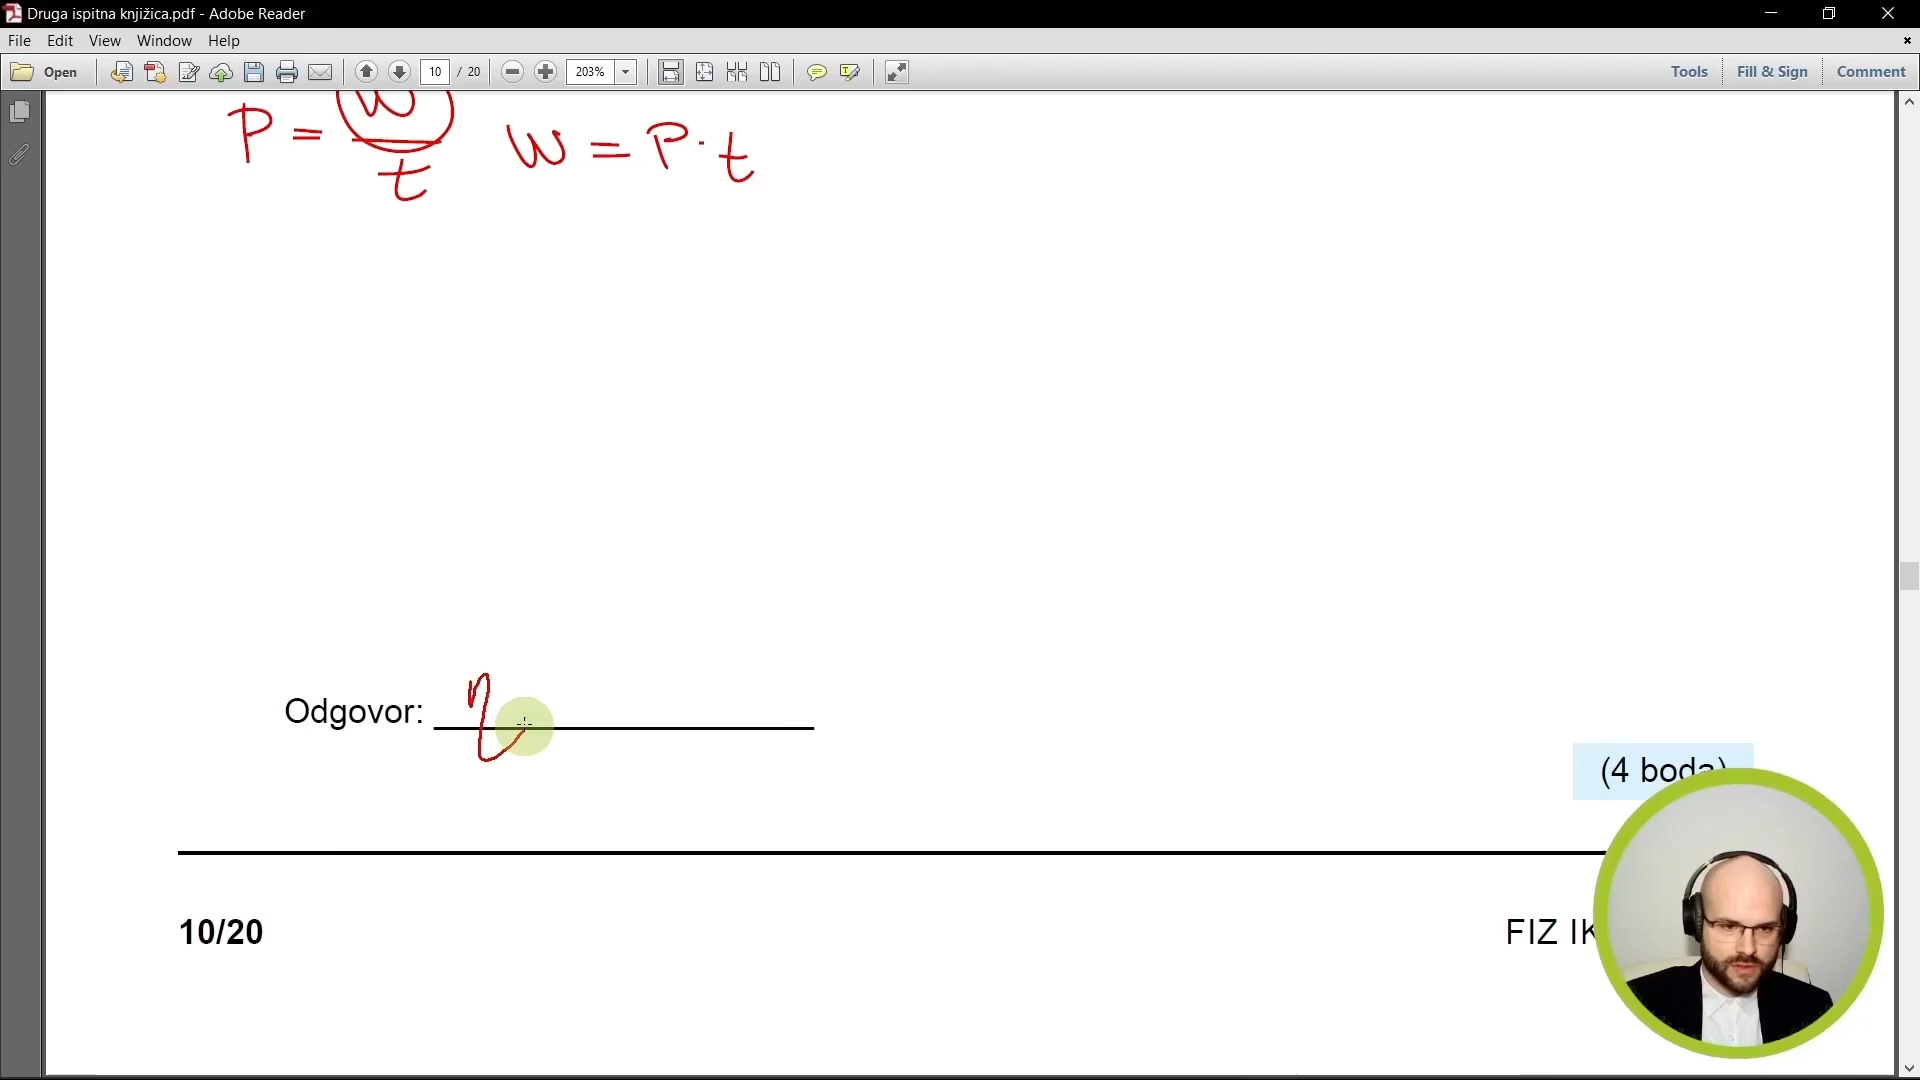 Druga ispitna knjižica.pdf - Adobe Reader
File Edit View Window Help
Open 10 / 20 203% Tools Fill & Sign Comment
P = W / t W = P · t
Odgovor: η
(4 boda)
10/20 FIZ IK